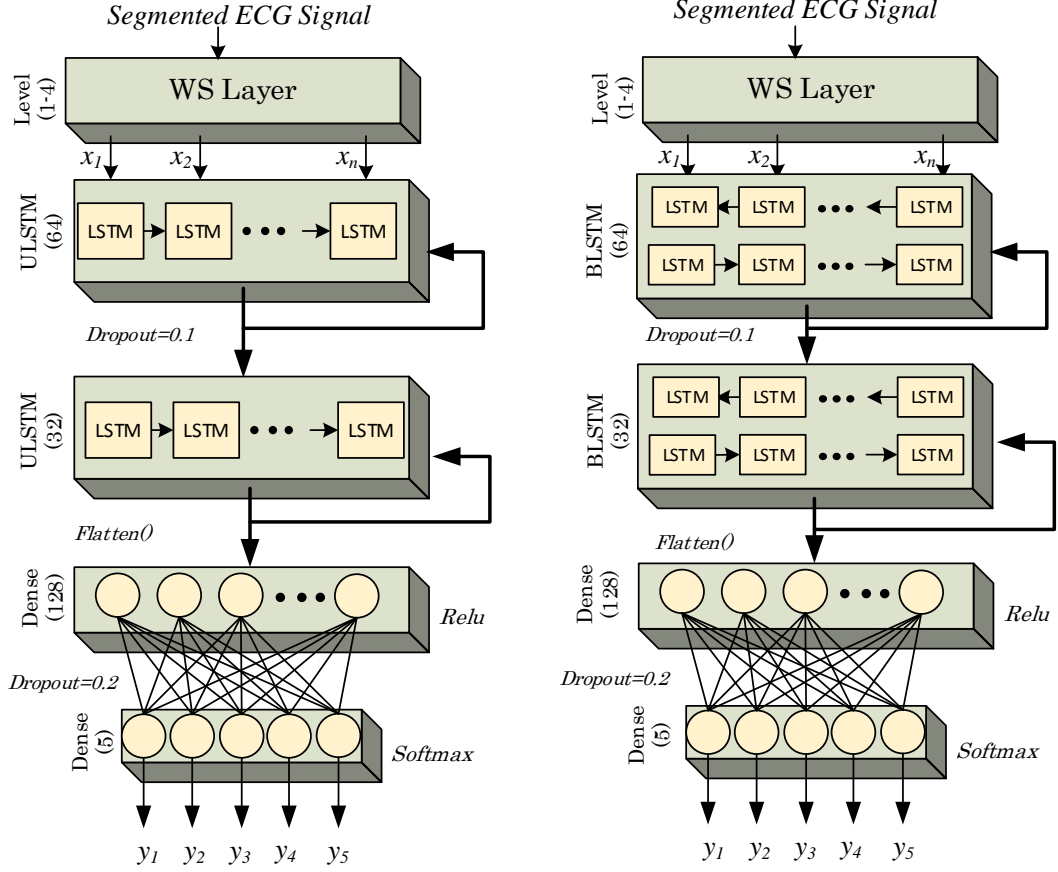 Segmented ECG Signal
Level
(1-4)
WS Layer
x1 x2 xn
ULSTM
(64)
LSTM LSTM ••• LSTM
Dropout=0.1
ULSTM
(32)
LSTM LSTM ••• LSTM
Flatten()
Dense
(128)
Relu
Dropout=0.2
Dense
(5)
Softmax
y1 y2 y3 y4 y5
Segmented ECG Signal
Level
(1-4)
WS Layer
x1 x2 xn
BLSTM
(64)
LSTM LSTM ••• LSTM
LSTM LSTM ••• LSTM
Dropout=0.1
BLSTM
(32)
LSTM LSTM ••• LSTM
LSTM LSTM ••• LSTM
Flatten()
Dense
(128)
Relu
Dropout=0.2
Dense
(5)
Softmax
y1 y2 y3 y4 y5